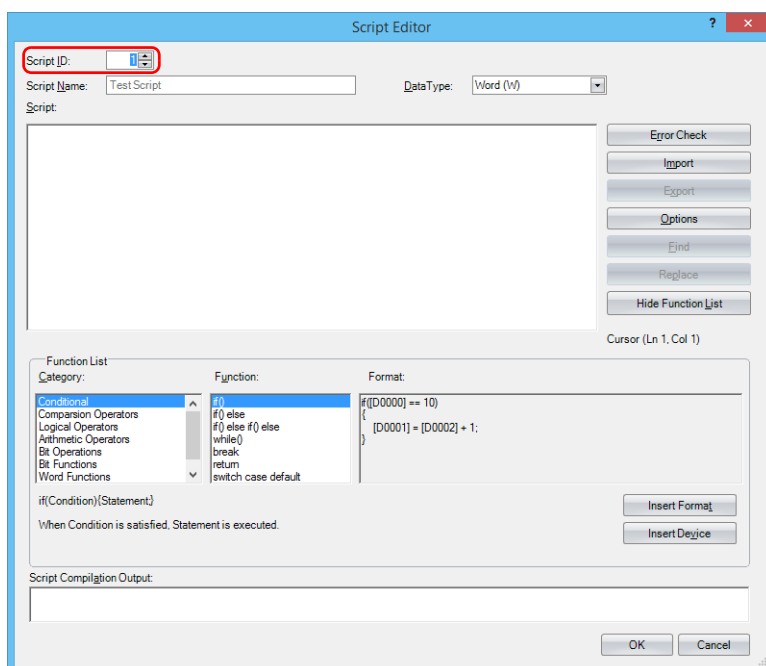 Script Editor
? ×
Script ID: 1
Script Name: Test Script DataType: Word (W)
Script:
Error Check
Import
Export
Options
Find
Replace
Hide Function List
Cursor (Ln 1, Col 1)
Function List
Category: Function: Format:
Conditional
Comparsion Operators
Logical Operators
Arithmetic Operators
Bit Operations
Bit Functions
Word Functions
if()
if() else
if() else if() else
while()
break
return
switch case default
if([D0000] == 10)
{
[D0001] = [D0002] + 1;
}
if(Condition){Statement;}
When Condition is satisfied, Statement is executed.
Insert Format
Insert Device
Script Compilation Output:
OK Cancel